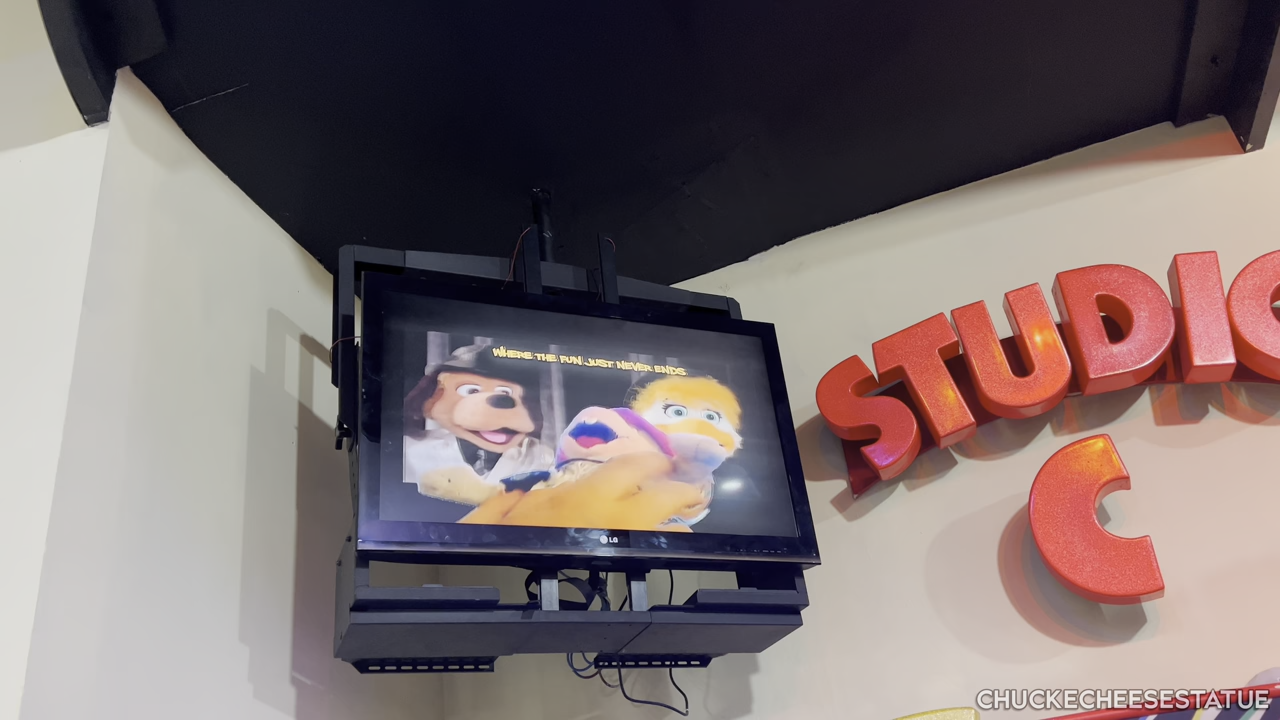 WHERE THE FUN JUST NEVER ENDS
LG
STUDIO
C
CHUCKECHEESESTATUE